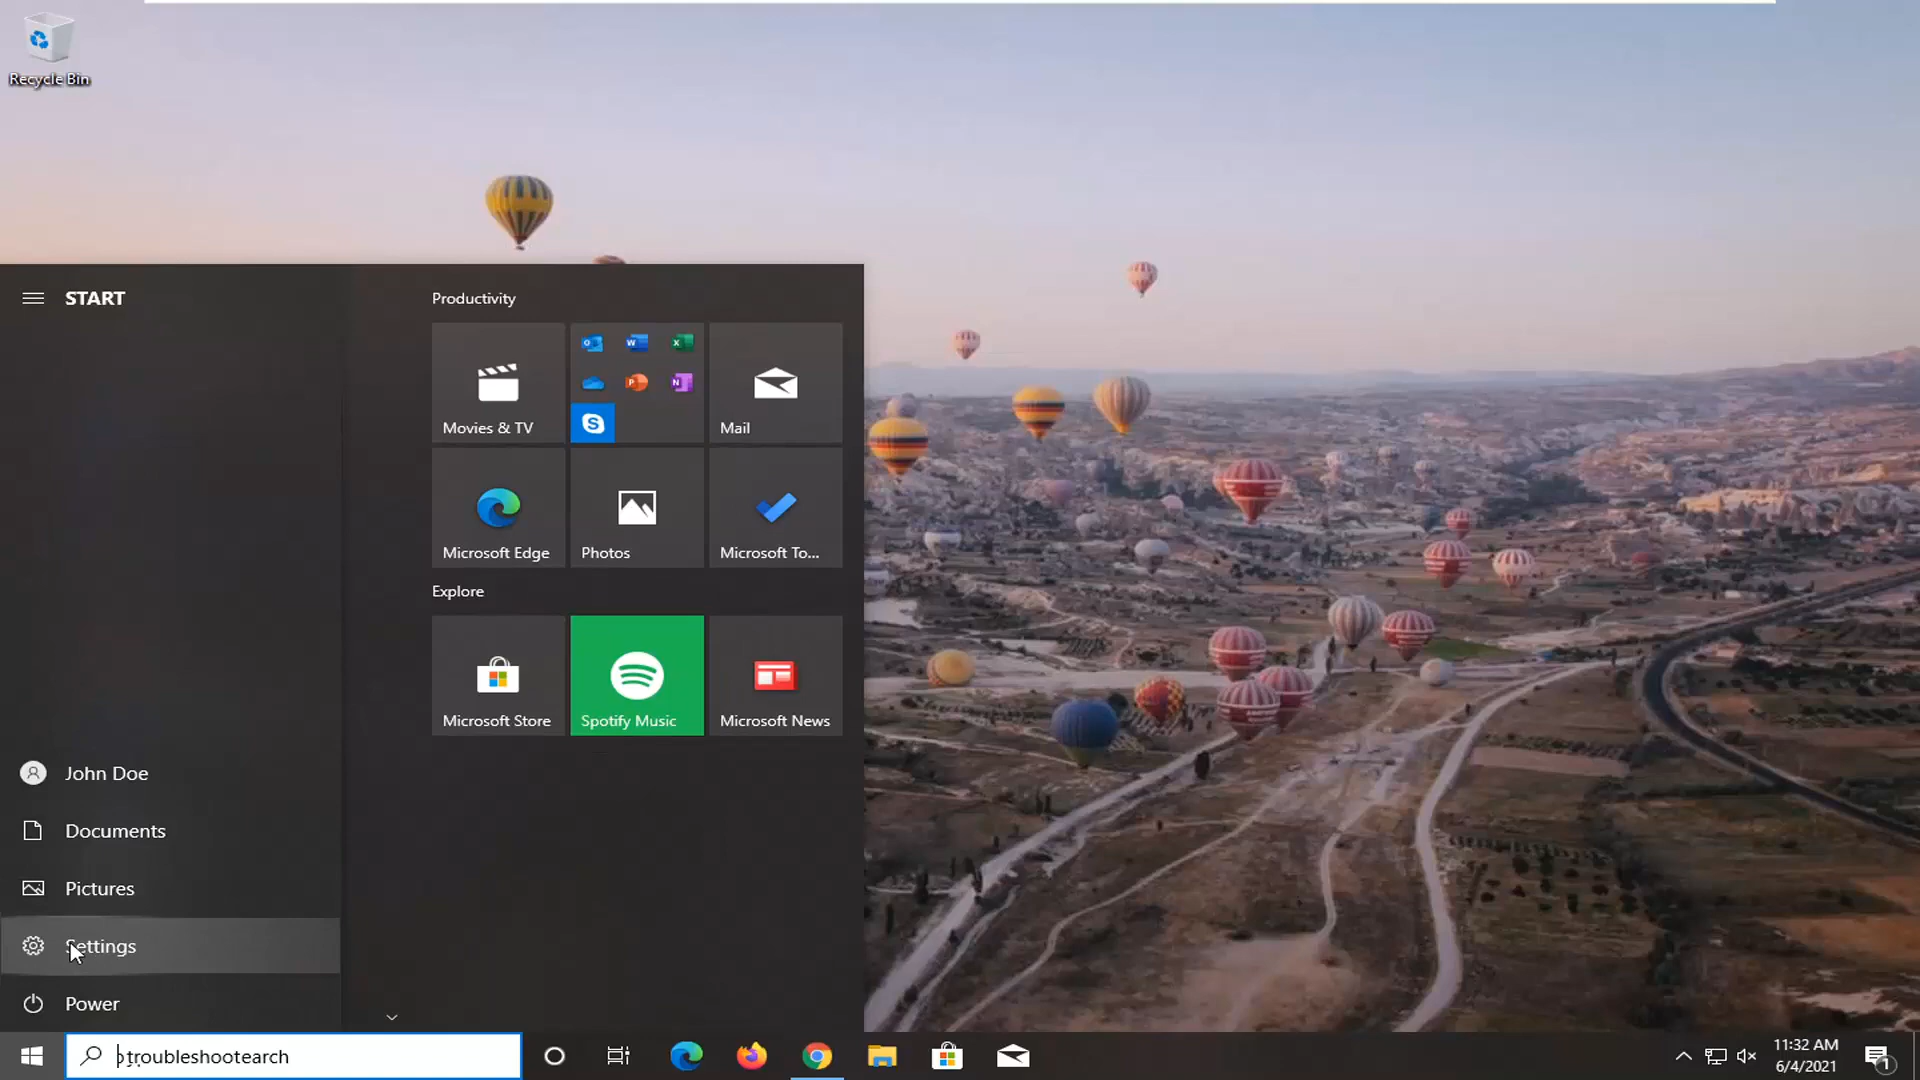 Recycle Bin
START
Productivity
Movies & TV
Mail
Microsoft Edge
Photos
Microsoft To...
Explore
Microsoft Store
Spotify Music
Microsoft News
John Doe
Documents
Pictures
Settings
Power
troubleshootearch
11:32 AM
6/4/2021
1